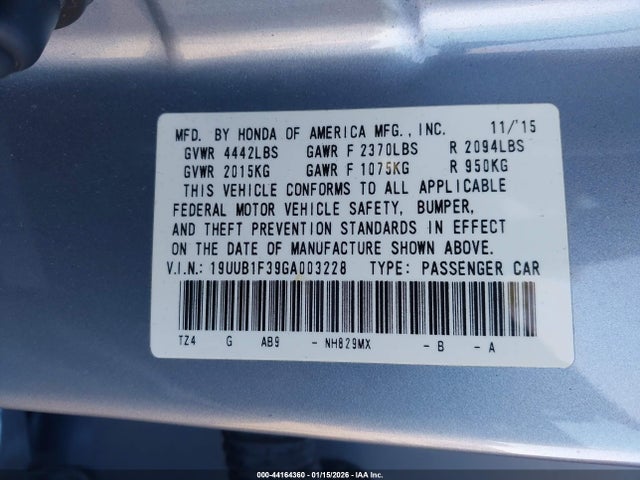 MFD. BY HONDA OF AMERICA MFG., INC. 11/'15
GVWR 4442LBS GAWR F 2370LBS R 2094LBS
GVWR 2015KG GAWR F 1075KG R 950KG
THIS VEHICLE CONFORMS TO ALL APPLICABLE
FEDERAL MOTOR VEHICLE SAFETY, BUMPER,
AND THEFT PREVENTION STANDARDS IN EFFECT
ON THE DATE OF MANUFACTURE SHOWN ABOVE.
V.I.N.: 19UUB1F39GA003228 TYPE: PASSENGER CAR
TZ4 G AB9 - NH829MX - B - A
000-44164360 - 01/15/2026 - IAA Inc.